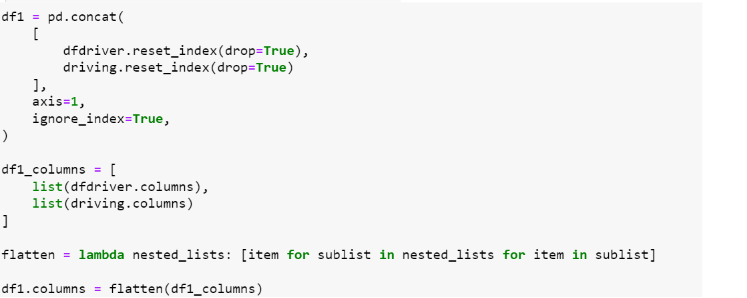 df1 = pd.concat(
    [
        dfdriver.reset_index(drop=True),
        driving.reset_index(drop=True)
    ],
    axis=1,
    ignore_index=True,
)
df1_columns = [
    list(dfdriver.columns),
    list(driving.columns)
]
flatten = lambda nested_lists: [item for sublist in nested_lists for item in sublist]
df1.columns = flatten(df1_columns)